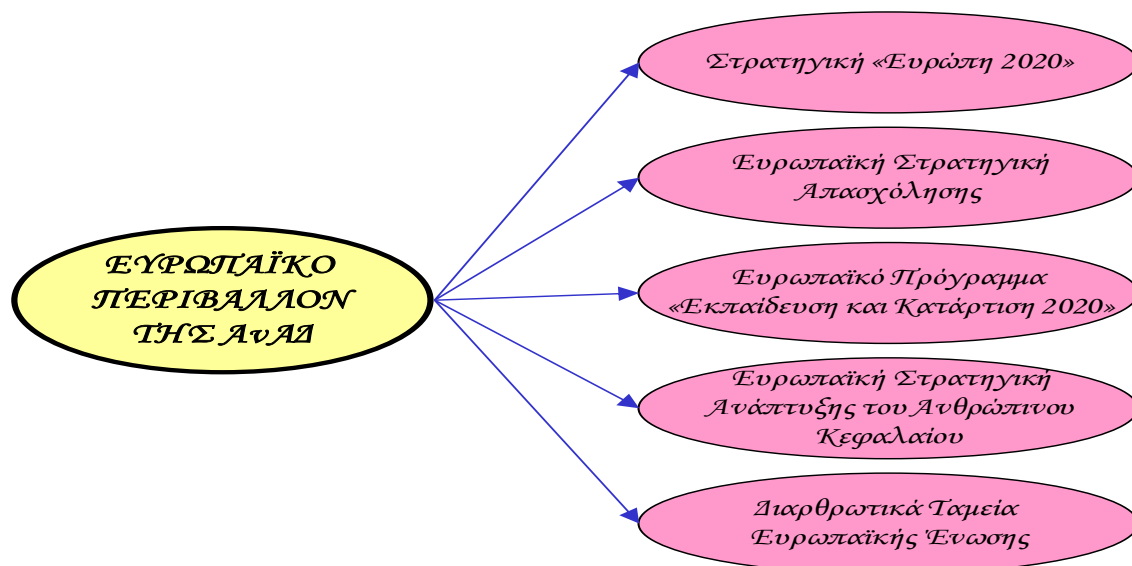 Στρατηγική «Ευρώπη 2020»
Ευρωπαϊκή Στρατηγική
Απασχόλησης
ΕΥΡΩΠΑΪΚΟ
ΠΕΡΙΒΑΛΛΟΝ
ΤΗΣ ΑνΑΔ
Ευρωπαϊκό Πρόγραμμα
«Εκπαίδευση και Κατάρτιση 2020»
Ευρωπαϊκή Στρατηγική
Ανάπτυξης του Ανθρώπινου
Κεφαλαίου
Διαρθρωτικά Ταμεία
Ευρωπαϊκής Ένωσης